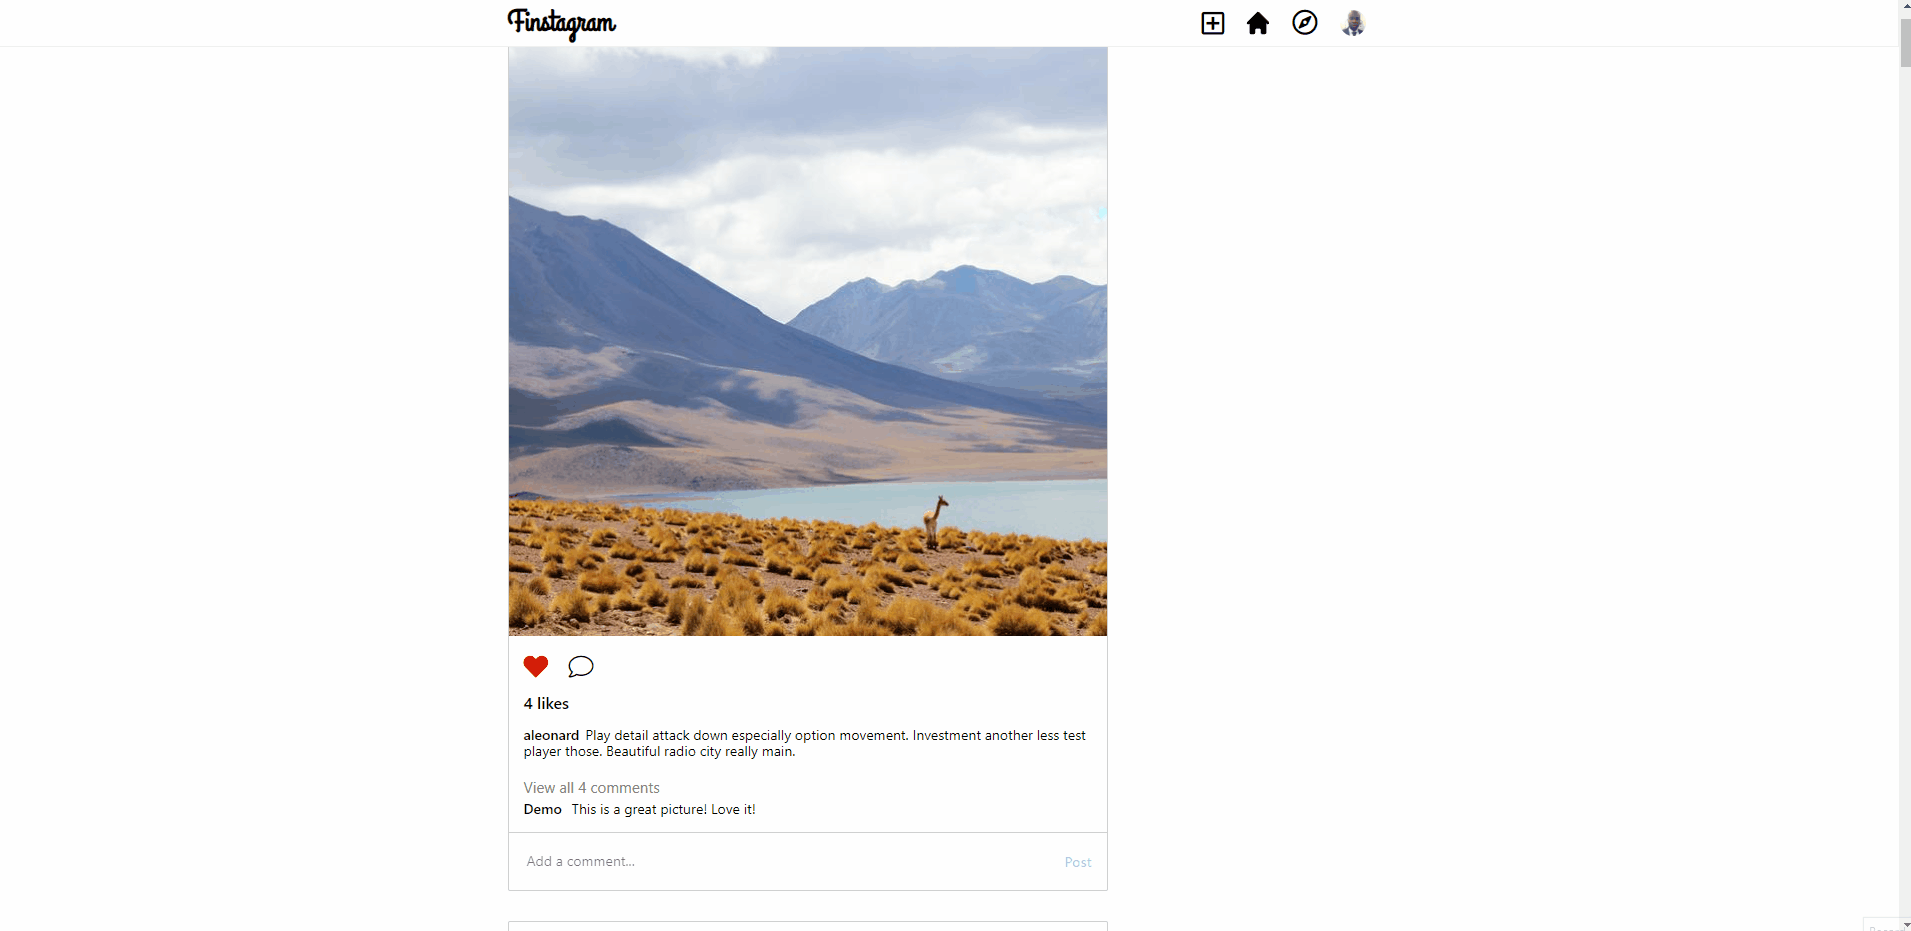 Finstagram
4 likes
aleonard Play detail attack down especially option movement. Investment another less test
player those. Beautiful radio city really main.
View all 4 comments
Demo This is a great picture! Love it!
Add a comment...
Post